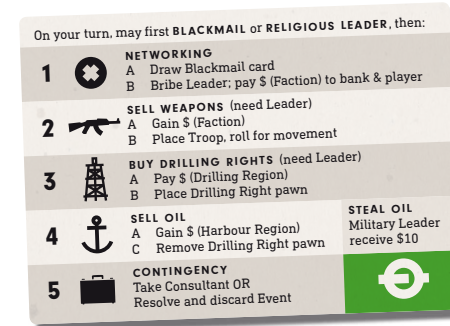 On your turn, may first BLACKMAIL or RELIGIOUS LEADER, then:
1
NETWORKING
A Draw Blackmail card
B Bribe Leader; pay $ (Faction) to bank & player
2
SELL WEAPONS (need Leader)
A Gain $ (Faction)
B Place Troop, roll for movement
3
BUY DRILLING RIGHTS (need Leader)
A Pay $ (Drilling Region)
B Place Drilling Right pawn
4
SELL OIL
A Gain $ (Harbour Region)
C Remove Drilling Right pawn
STEAL OIL
Military Leader
receive $10
5
CONTINGENCY
Take Consultant OR
Resolve and discard Event